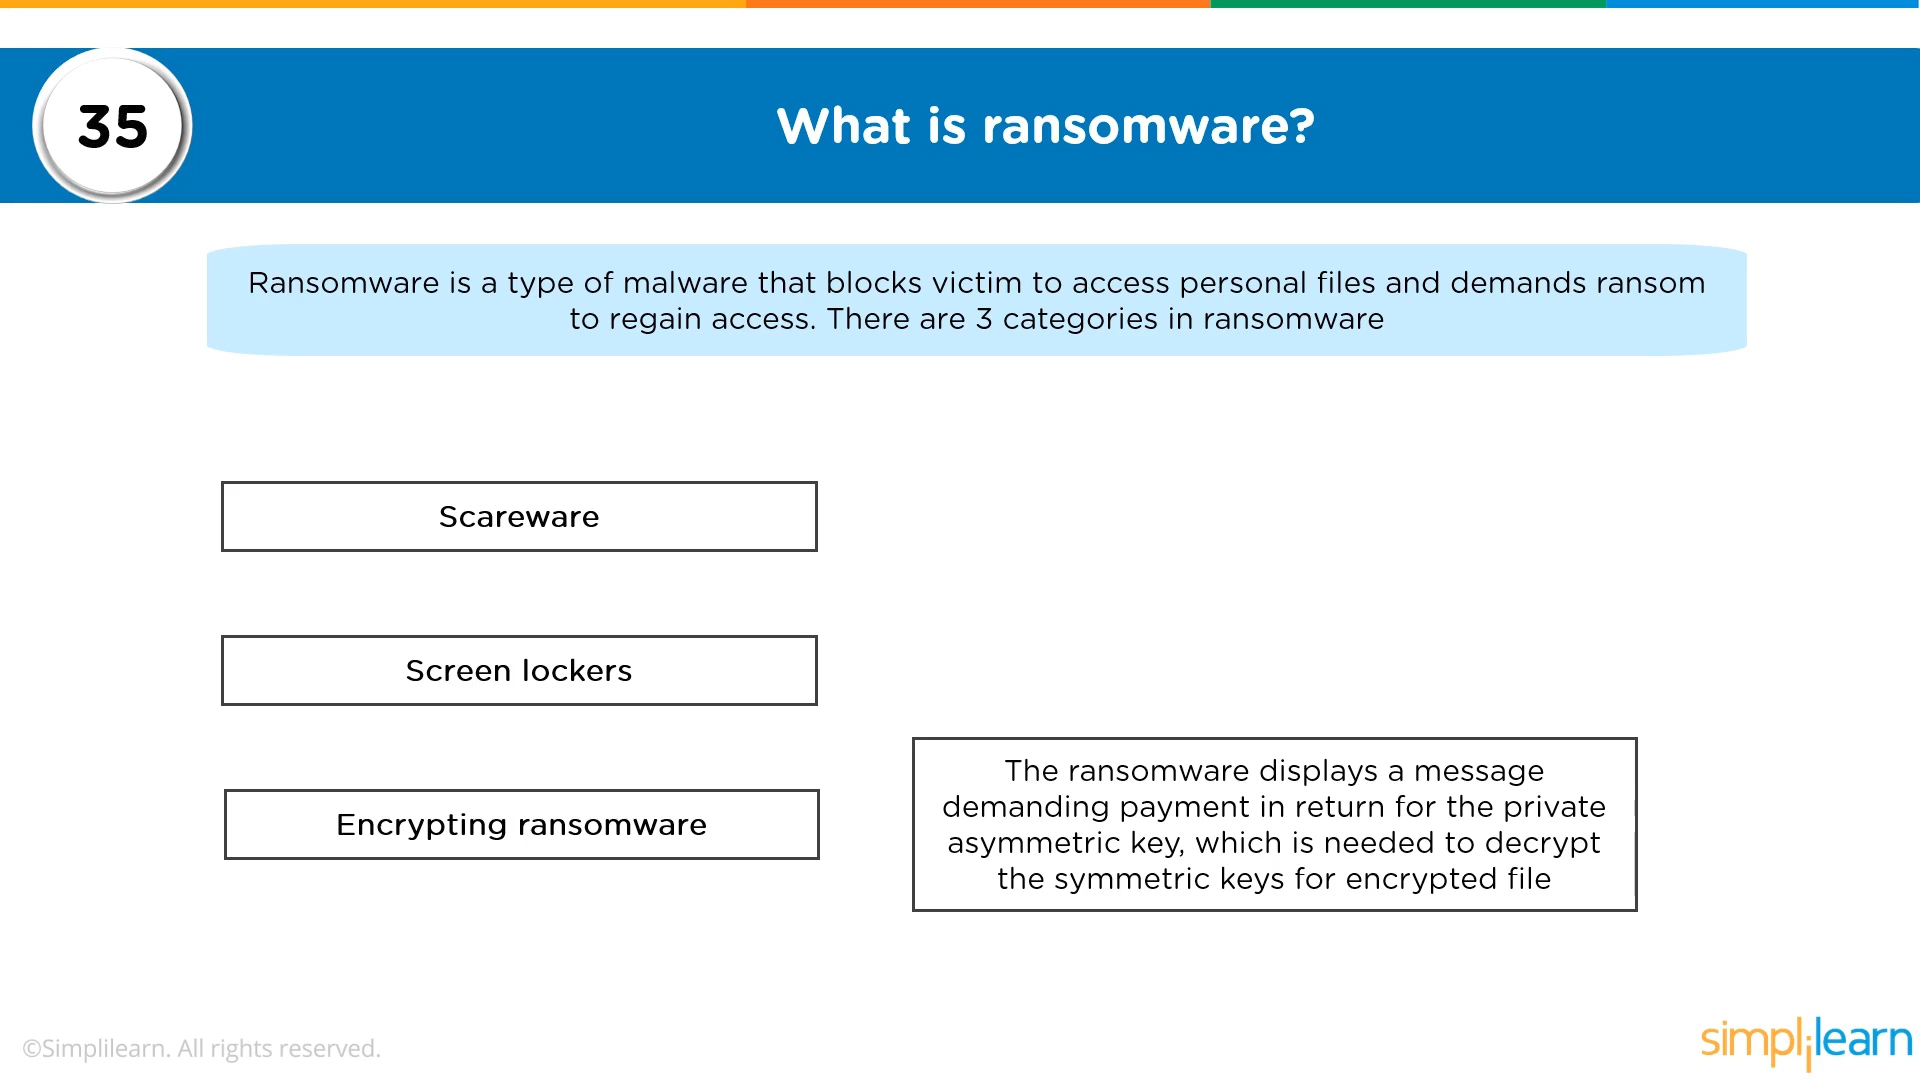 35
What is ransomware?
Ransomware is a type of malware that blocks victim to access personal files and demands ransom
to regain access. There are 3 categories in ransomware
Scareware
Screen lockers
Encrypting ransomware
The ransomware displays a message
demanding payment in return for the private
asymmetric key, which is needed to decrypt
the symmetric keys for encrypted file
©Simplilearn. All rights reserved.
simplilearn